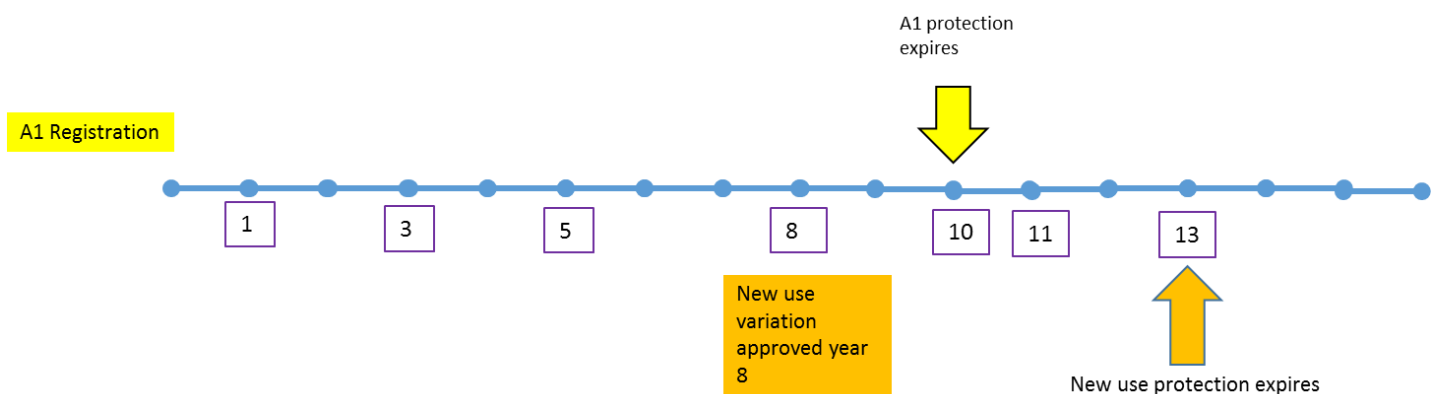 A1 protection
expires
A1 Registration
1
3
5
8
10
11
13
New use
variation
approved year
8
New use protection expires